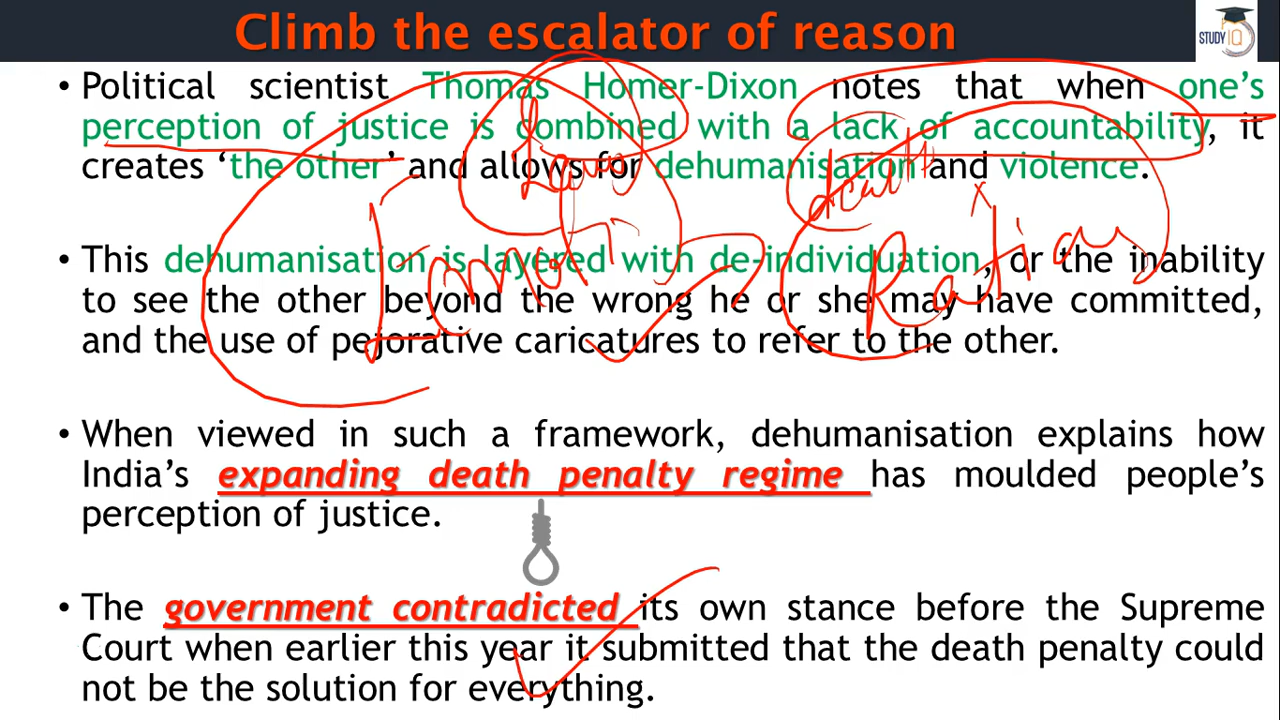 Climb the escalator of reason
STUDY IQ
• Political scientist Thomas Homer-Dixon notes that when one's
perception of justice is combined with a lack of accountability, it
creates ‘the other’ and allows for dehumanisation and violence.
• This dehumanisation is layered with de-individuation, or the inability
to see the other beyond the wrong he or she may have committed,
and the use of pejorative caricatures to refer to the other.
• When viewed in such a framework, dehumanisation explains how
India's expanding death penalty regime has moulded people's
perception of justice.
• The government contradicted its own stance before the Supreme
Court when earlier this year it submitted that the death penalty could
not be the solution for everything.
death